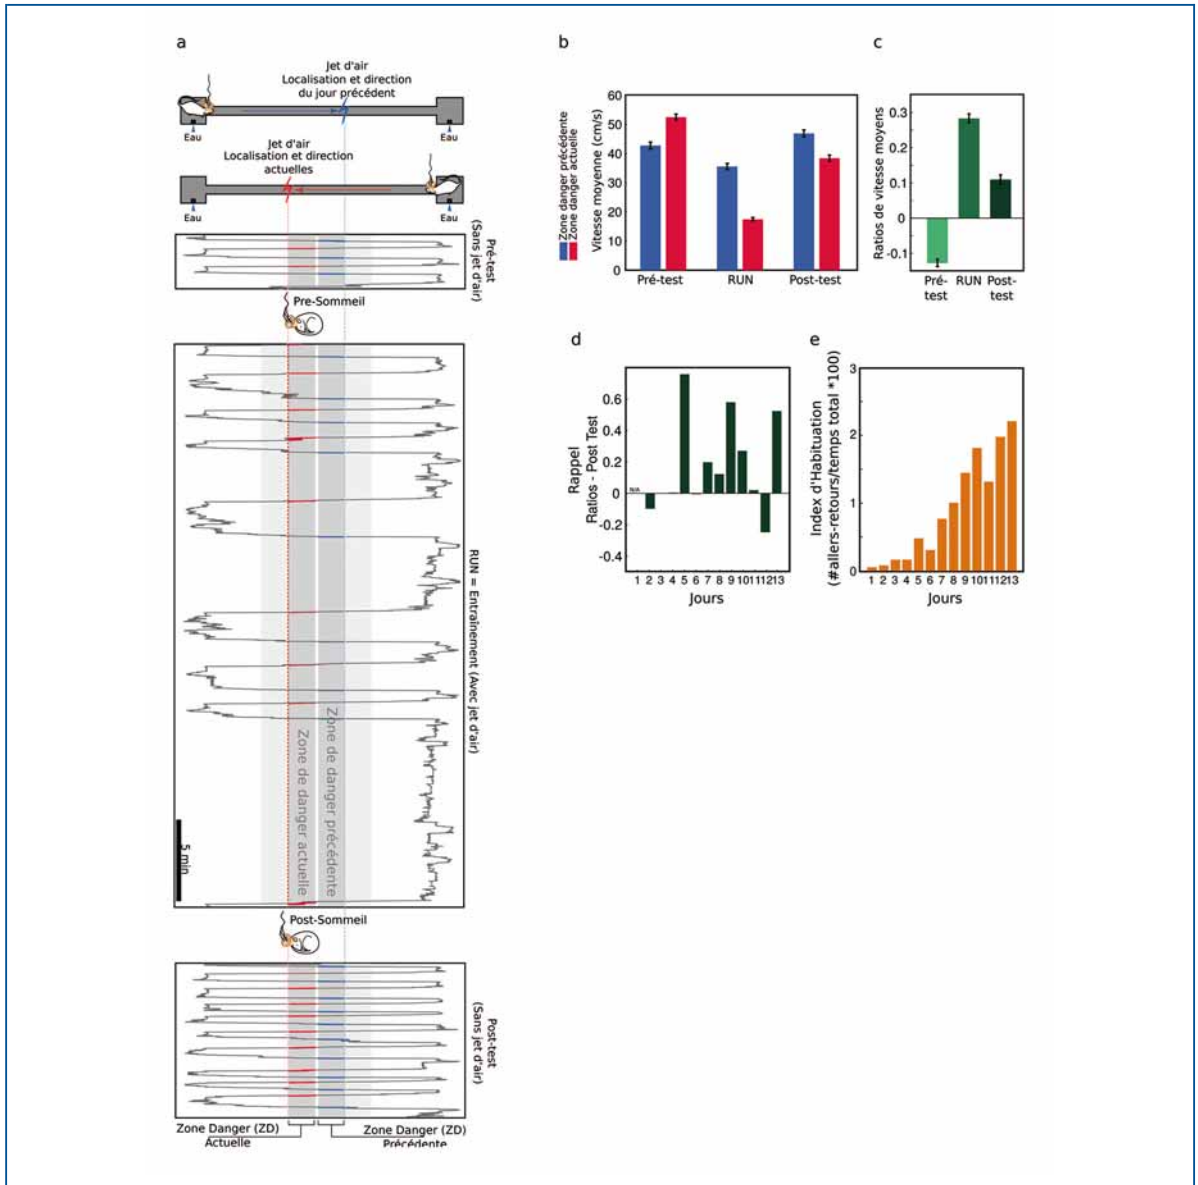 a
Jet d'air
Localisation et direction
du jour précédent
Eau
Eau
Jet d'air
Localisation et direction
actuelles
Eau
Eau
Pré-test
(Sans jet d'air)
Pre-Sommeil
RUN = Entraînement (Avec jet d'air)
Zone de danger actuelle
Zone de danger précédente
5 min
Post-Sommeil
Post-test
(Sans jet d'air)
Zone Danger (ZD)
Actuelle
Zone Danger (ZD)
Précédente
b
Zone danger précédente
Zone danger actuelle
Vitesse moyenne (cm/s)
60
50
40
30
20
10
0
Pré-test
RUN
Post-test
c
Ratios de vitesse moyens
0.3
0.2
0.1
0
-0.1
Pré-
test
RUN
Post-
test
d
Rappel
Ratios - Post Test
0.6
0.4
0.2
0
-0.2
-0.4
N/A
1 2 3 4 5 6 7 8 9 10 11 12 13
Jours
e
Index d'Habituation
(#allers-retours/temps total *100)
3
2
1
0
1 2 3 4 5 6 7 8 9 10 11 12 13
Jours